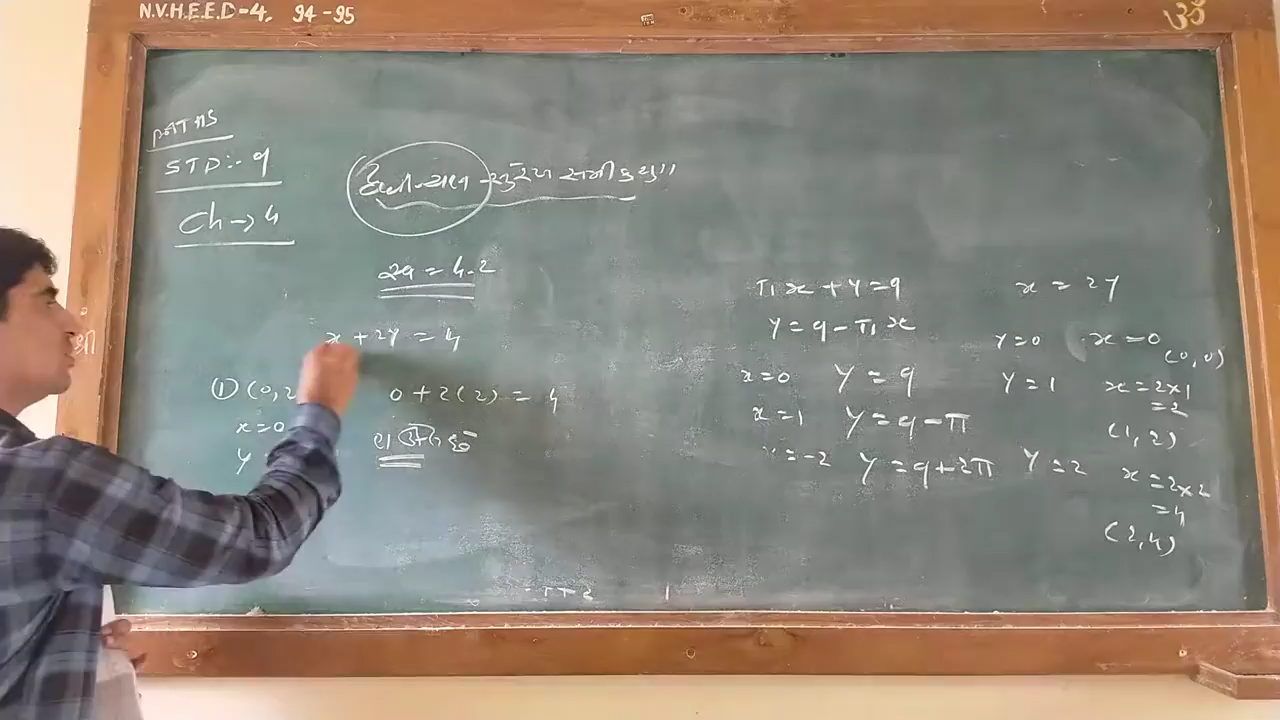 N.V.H.E.E.D-4, 94-95
ॐ
MATHS
STD:- 9
Ch → 4
દ્વિચલ સુરેખ સમીકરણ"
સ્વા = 4.2
x + 2y = 4
① (0,2
0 + 2(2) = 4
x=0
y
πx + y = 9
y = 9 - πx
x=0 y = 9
x=1 y = 9 - π
x=-2 y = 9 + 2π
x = 2y
y=0 x=0
(0,0)
y=1 x=2×1
=2
(1,2)
y=2 x=2×2
=4
(2,4)
શ્રી